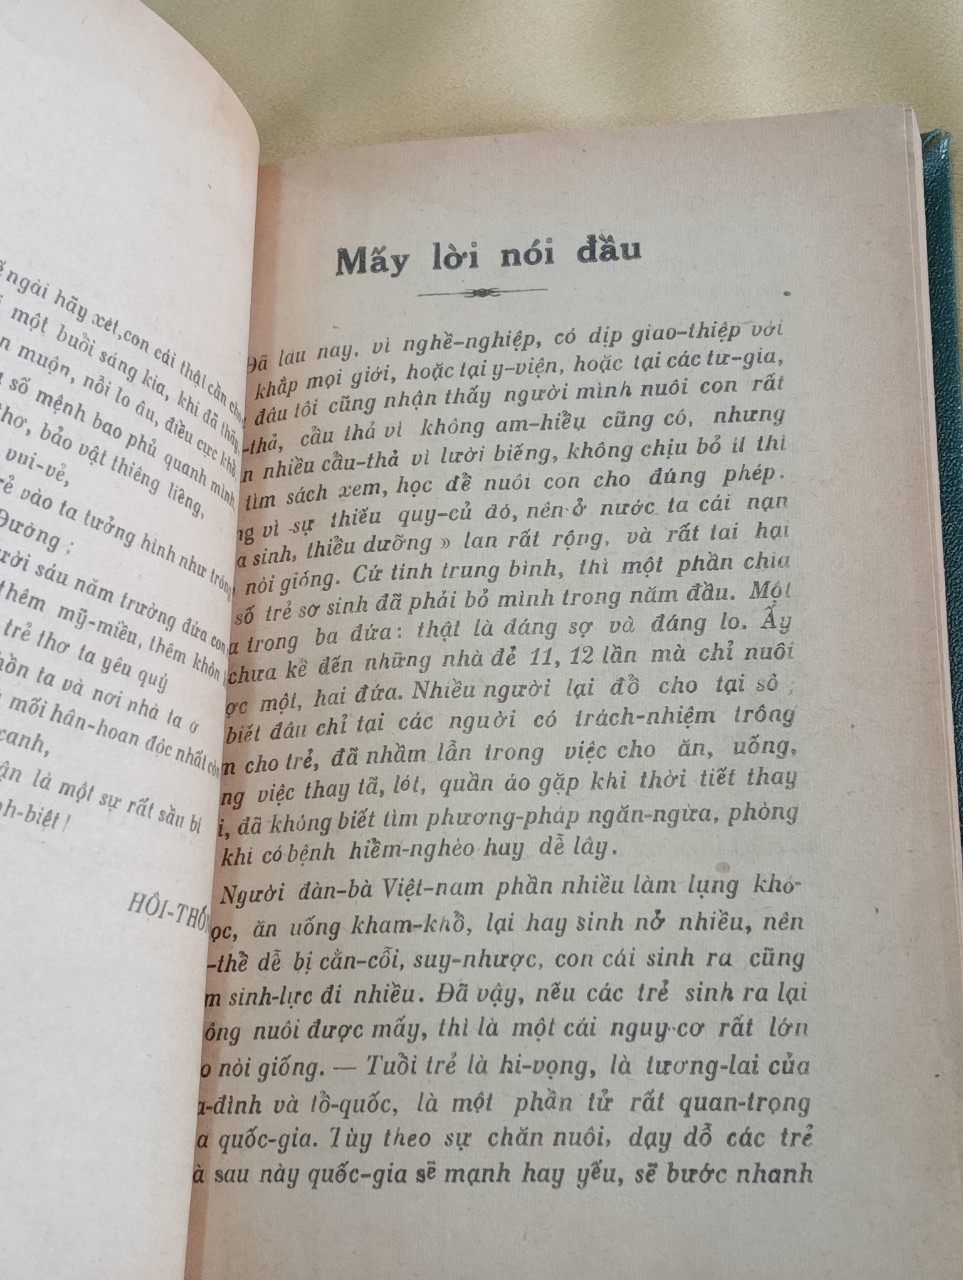 ngài hãy xét, con cái thật cần cho
một buổi sáng kia, khi đã thấy
muộn, nỗi lo âu, điều cực khổ
số mệnh bao phủ quanh mình
thơ, bảo vật thiêng liêng,
vui-vẻ,
vào ta tưởng hình như trông
Đường ;
sáu năm trường đứa con
thêm mỹ-miều, thêm khôn
trẻ thơ ta yêu quý
ta và nơi nhà ta ở
mối hân-hoan độc nhất còn
là một sự rất sầu bi
HÔI-THỐN
Mấy lời nói đầu
Đã lâu nay, vì nghề-nghiệp, có dịp giao-thiệp với
khắp mọi giới, hoặc tại y-viện, hoặc tại các tư-gia,
đâu tôi cũng nhận thấy người mình nuôi con rất
-thả, cẩu thả vì không am-hiểu cũng có, nhưng
n nhiều cẩu-thả vì lười biếng, không chịu bỏ ít thì
tìm sách xem, học để nuôi con cho đúng phép.
ng vì sự thiếu quy-củ đó, nên ở nước ta cái nạn
a sinh, thiếu dưỡng » lan rất rộng, và rất tai hại
nòi giống. Cứ tính trung bình, thì một phần chia
số trẻ sơ sinh đã phải bỏ mình trong năm đầu. Một
a trong ba đứa : thật là đáng sợ và đáng lo. Ấy
chưa kể đến những nhà đẻ 11, 12 lần mà chỉ nuôi
ợc một, hai đứa. Nhiều người lại đổ cho tại số ;
biết đâu chỉ tại các người có trách-nhiệm trông
m cho trẻ, đã nhầm lẫn trong việc cho ăn, uống,
ng việc thay tã, lót, quần áo gặp khi thời tiết thay
i, đã không biết tìm phương-pháp ngăn-ngừa, phòng
khi có bệnh hiểm-nghèo hay dễ lây.
Người đàn-bà Việt-nam phần nhiều làm lụng khó-
ọc, ăn uống kham-khổ, lại hay sinh nở nhiều, nên
-thể dễ bị cằn-cỗi, suy-nhược, con cái sinh ra cũng
m sinh-lực đi nhiều. Đã vậy, nếu các trẻ sinh ra lại
ông nuôi được mấy, thì là một cái nguy-cơ rất lớn
o nòi giống. — Tuổi trẻ là hi-vọng, là tương-lai của
a-đình và tổ-quốc, là một phần tử rất quan-trọng
a quốc-gia. Tùy theo sự chăn nuôi, dạy dỗ các trẻ
à sau này quốc-gia sẽ mạnh hay yếu, sẽ bước nhanh